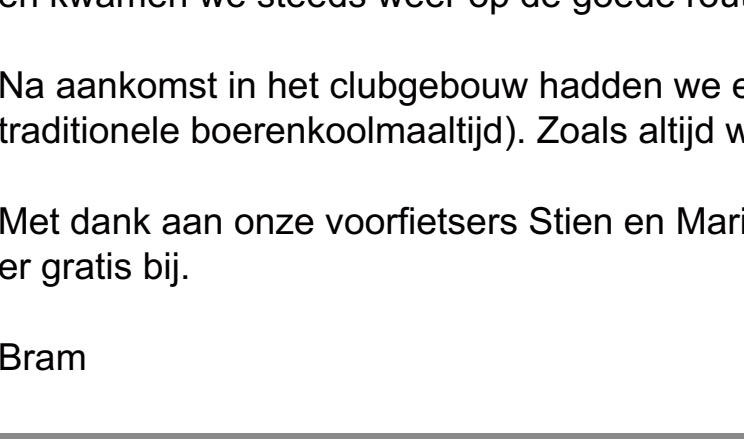 en kwamen we steeds weer op de goede rout
Na aankomst in het clubgebouw hadden we e
traditionele boerenkoolmaaltijd). Zoals altijd w
Met dank aan onze voorfietsers Stien en Mari
er gratis bij.
Bram